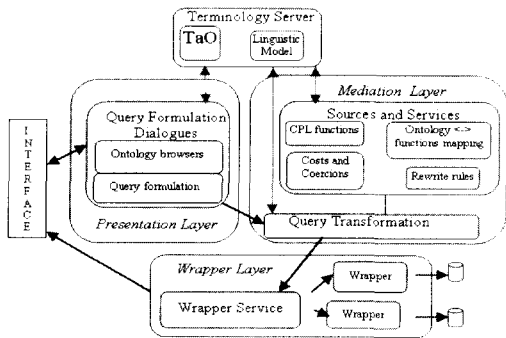 Terminology Server
TaO
Linguistic
Model
Mediation Layer
Sources and Services
CPL functions
Ontology <->
functions mapping
Costs and
Coercions
Rewrite rules
Query Transformation
Query Formulation
Dialogues
Ontology browsers
Query formulation
Presentation Layer
INTERFACE
Wrapper Layer
Wrapper Service
Wrapper
Wrapper